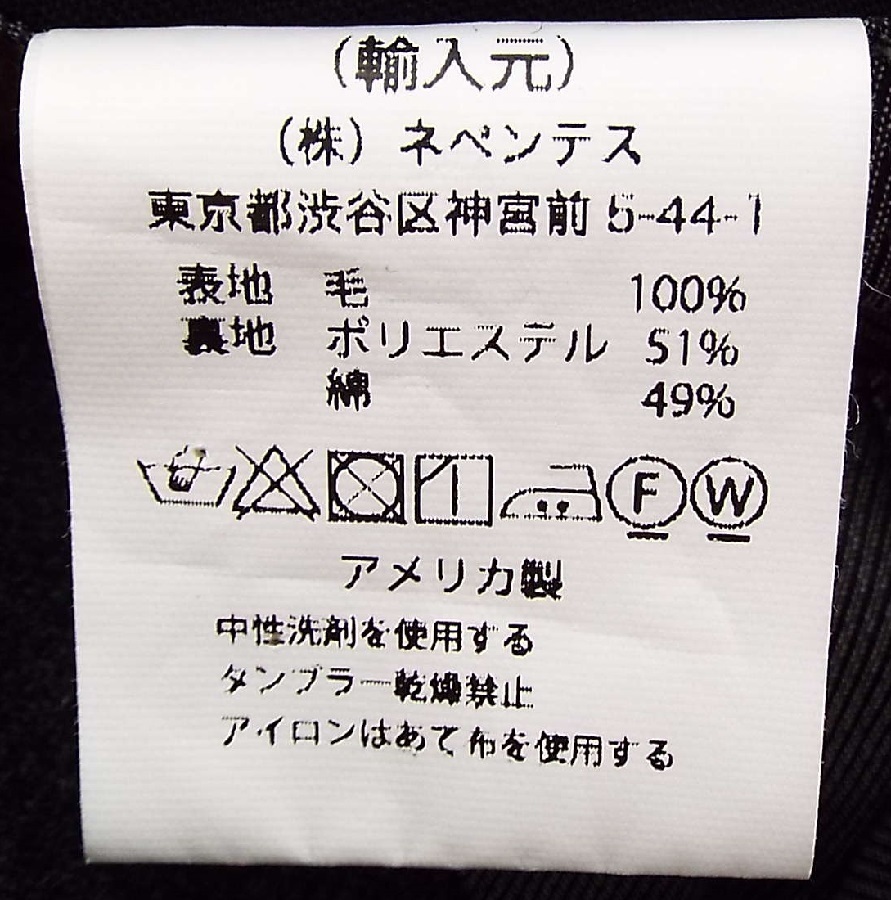 (輸入元)
(株) ネペンテス
東京都渋谷区神宮前 5-44-1
表地 毛 100%
裏地 ポリエステル 51%
綿 49%
F W
アメリカ製
中性洗剤を使用する
タンブラー乾燥禁止
アイロンはあて布を使用する